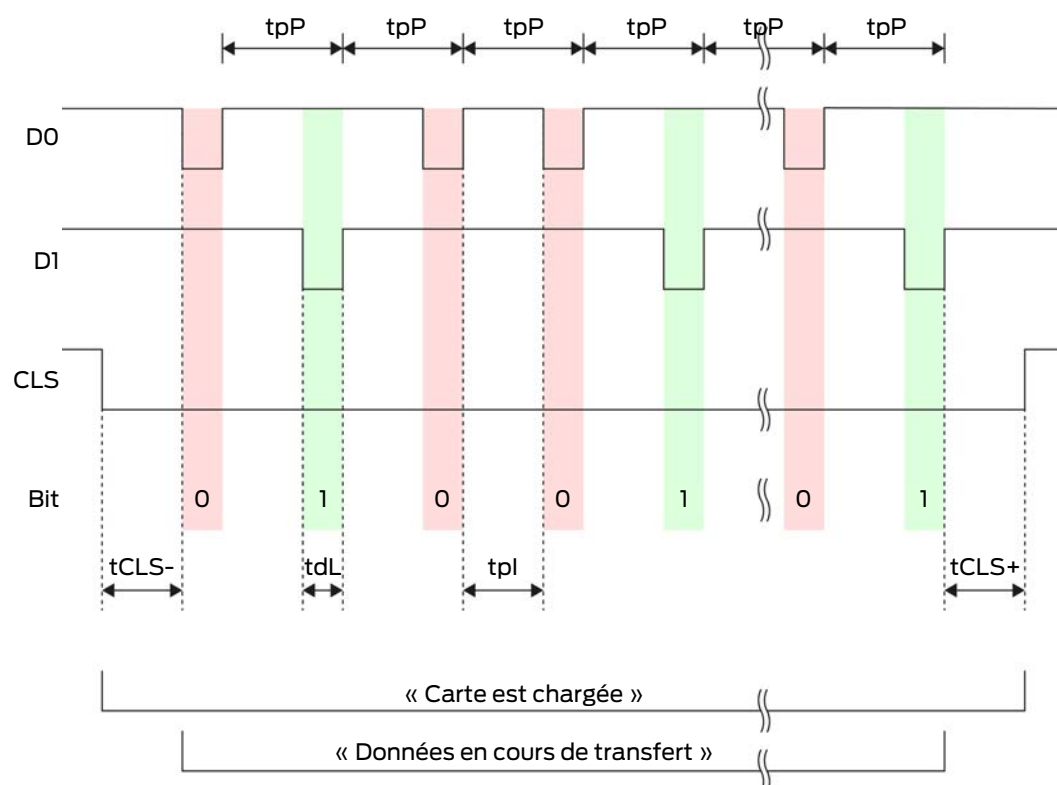 tpP tpP tpP tpP tpP tpP
D0
D1
CLS
Bit 0 1 0 0 1 0 1
tCLS- tdL tpI tCLS+
« Carte est chargée »
« Données en cours de transfert »